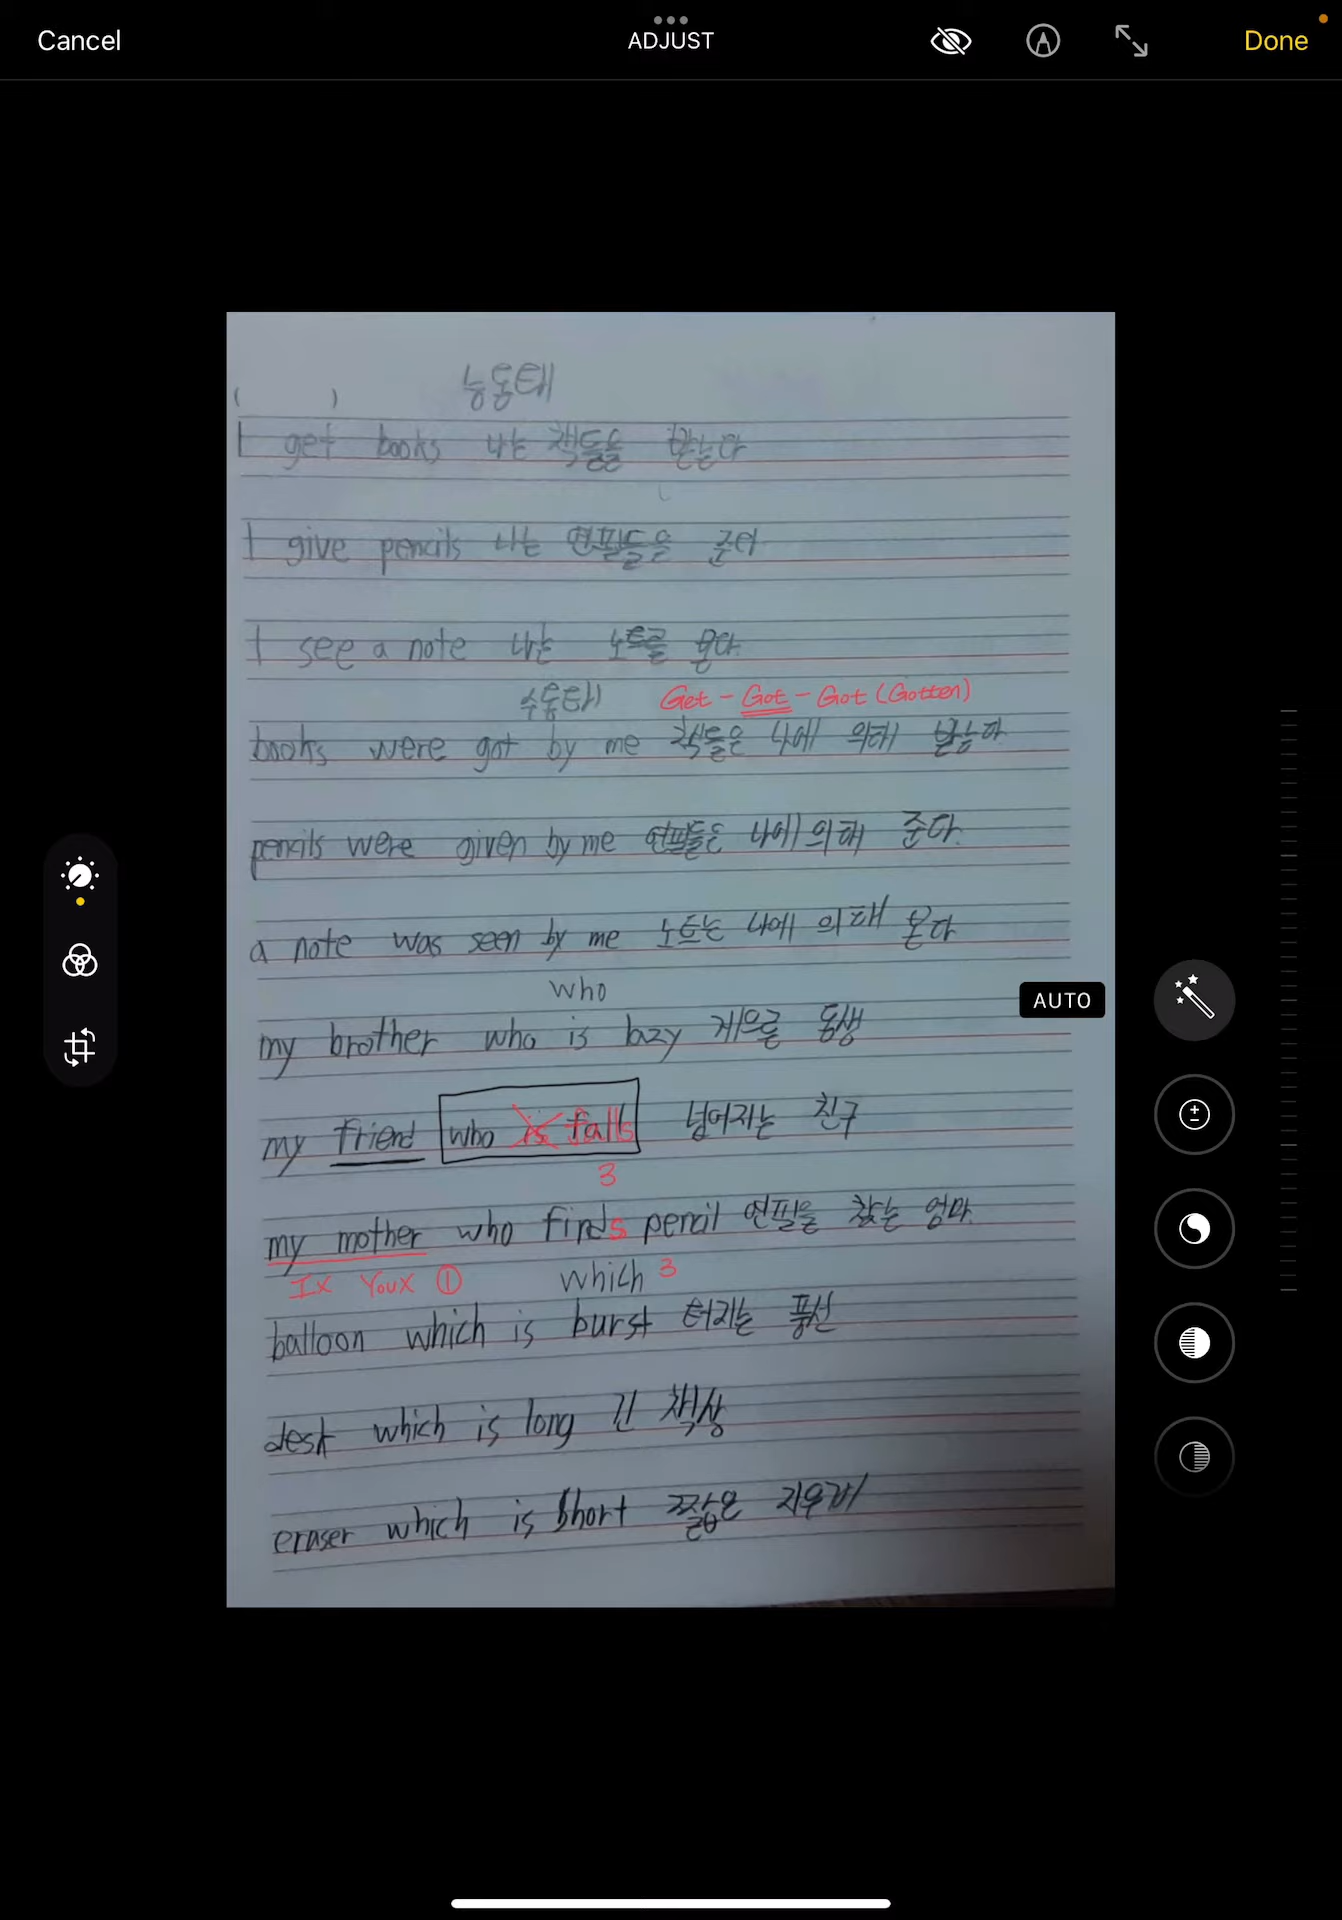 Cancel
ADJUST
Done
( ) 능동태
I get books 나는 책들을 받는다
I give pencils 나는 연필들을 준다
I see a note 나는 노트를 본다.
수동태 Get - Got - Got (Gotten)
books were got by me 책들은 나에 의해 받는다
pencils were given by me 연필들은 나에 의해 준다.
a note was seen by me 노트는 나에 의해 본다
who
my brother who is lazy 게으를 동생
my friend who is falls 넘어지는 친구
3
my mother who finds pencil 연필을 찾는 엄마.
I x You x ① which 3
balloon which is burst 터지는 풍선
desk which is long 긴 책상
eraser which is short 짧은 지우개
AUTO